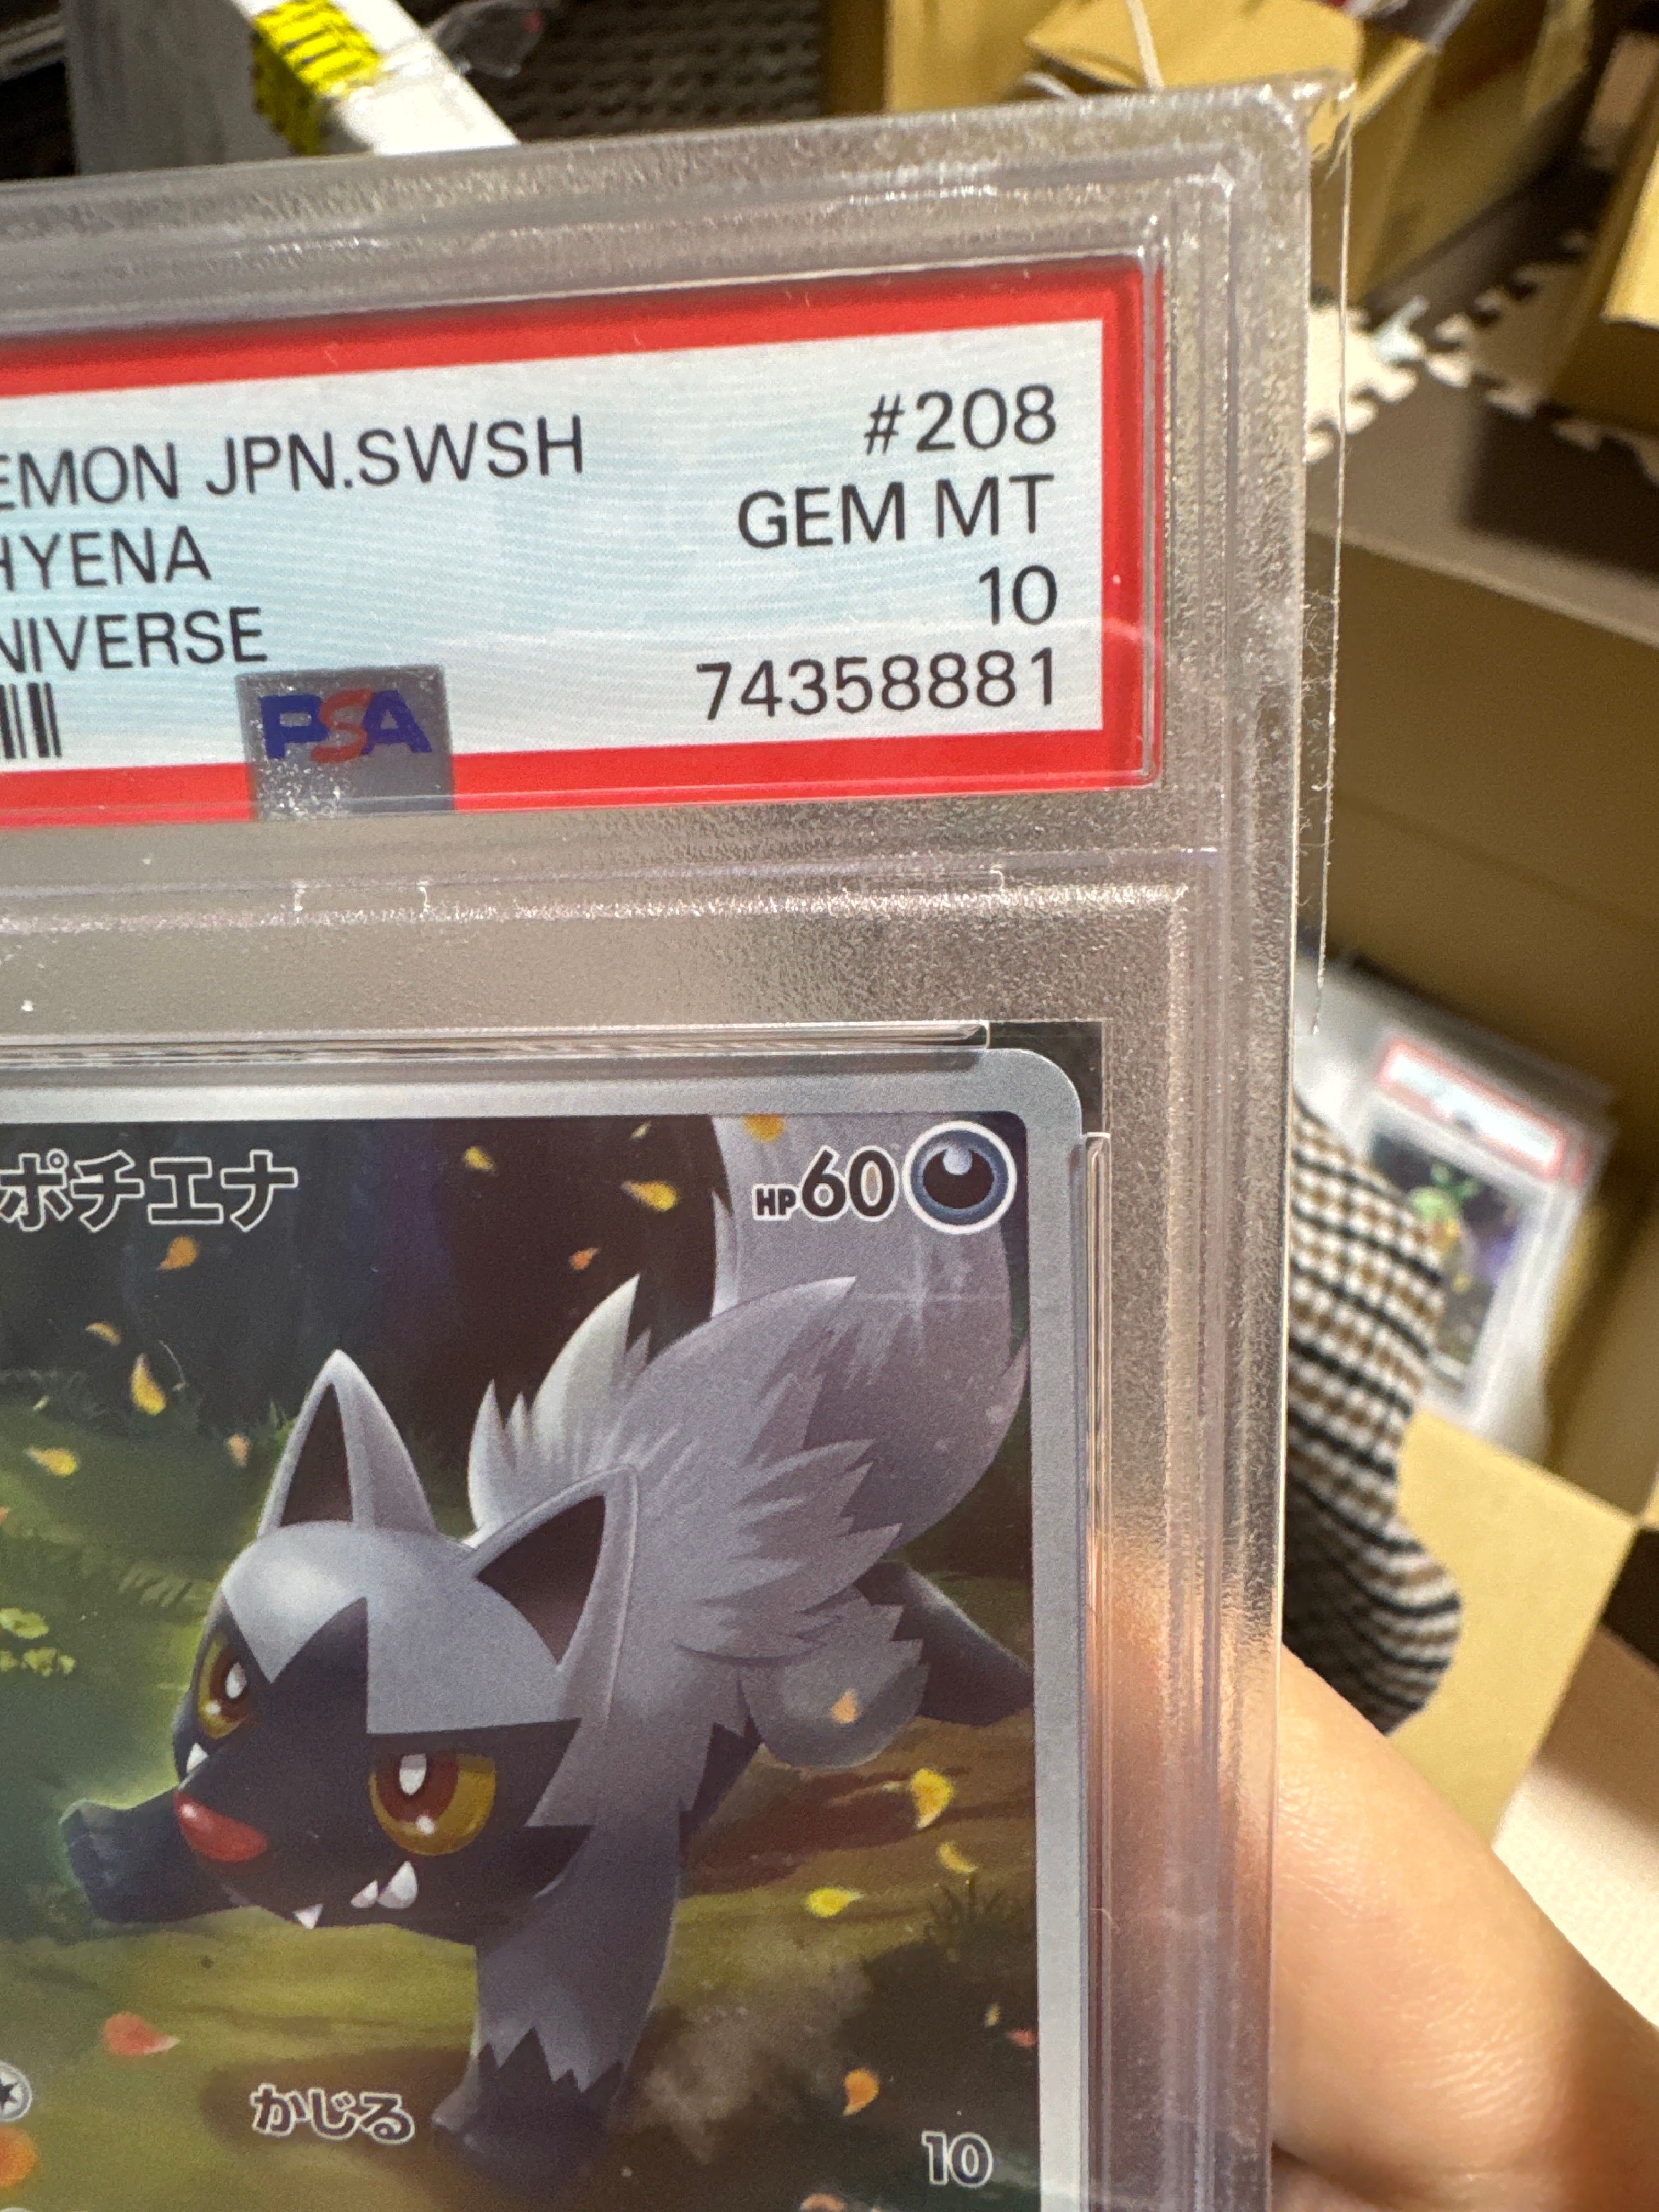 EMON JPN.SWSH #208
HYENA GEM MT
NIVERSE 10
PSA 74358881
ポチエナ HP60
かじる 10